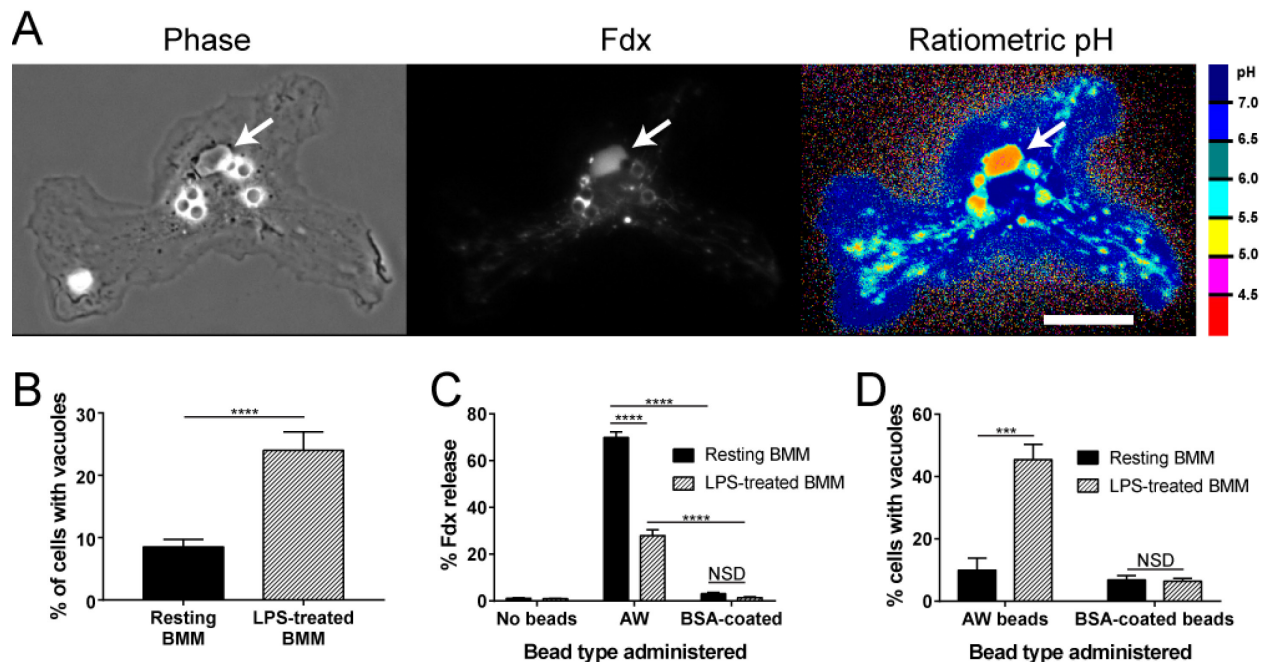 A
Phase
Fdx
Ratiometric pH
pH
7.0
6.5
6.0
5.5
5.0
4.5
B
% of cells with vacuoles
30
20
10
0
****
Resting
BMM
LPS-treated
BMM
C
% Fdx release
80
60
40
20
0
****
****
****
NSD
Resting BMM
LPS-treated BMM
No beads
AW
BSA-coated
Bead type administered
D
% cells with vacuoles
60
40
20
0
***
NSD
Resting BMM
LPS-treated BMM
AW beads
BSA-coated beads
Bead type administered